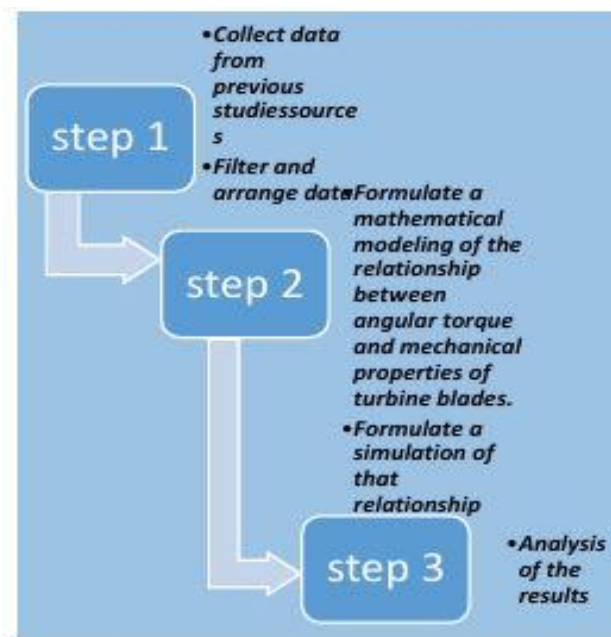 •Collect data
from
previous
studiessource
s
•Filter and
arrange data
step 1
•Formulate a
mathematical
modeling of the
relationship
between
angular torque
and mechanical
properties of
turbine blades.
•Formulate a
simulation of
that
relationship
step 2
•Analysis
of the
results
step 3